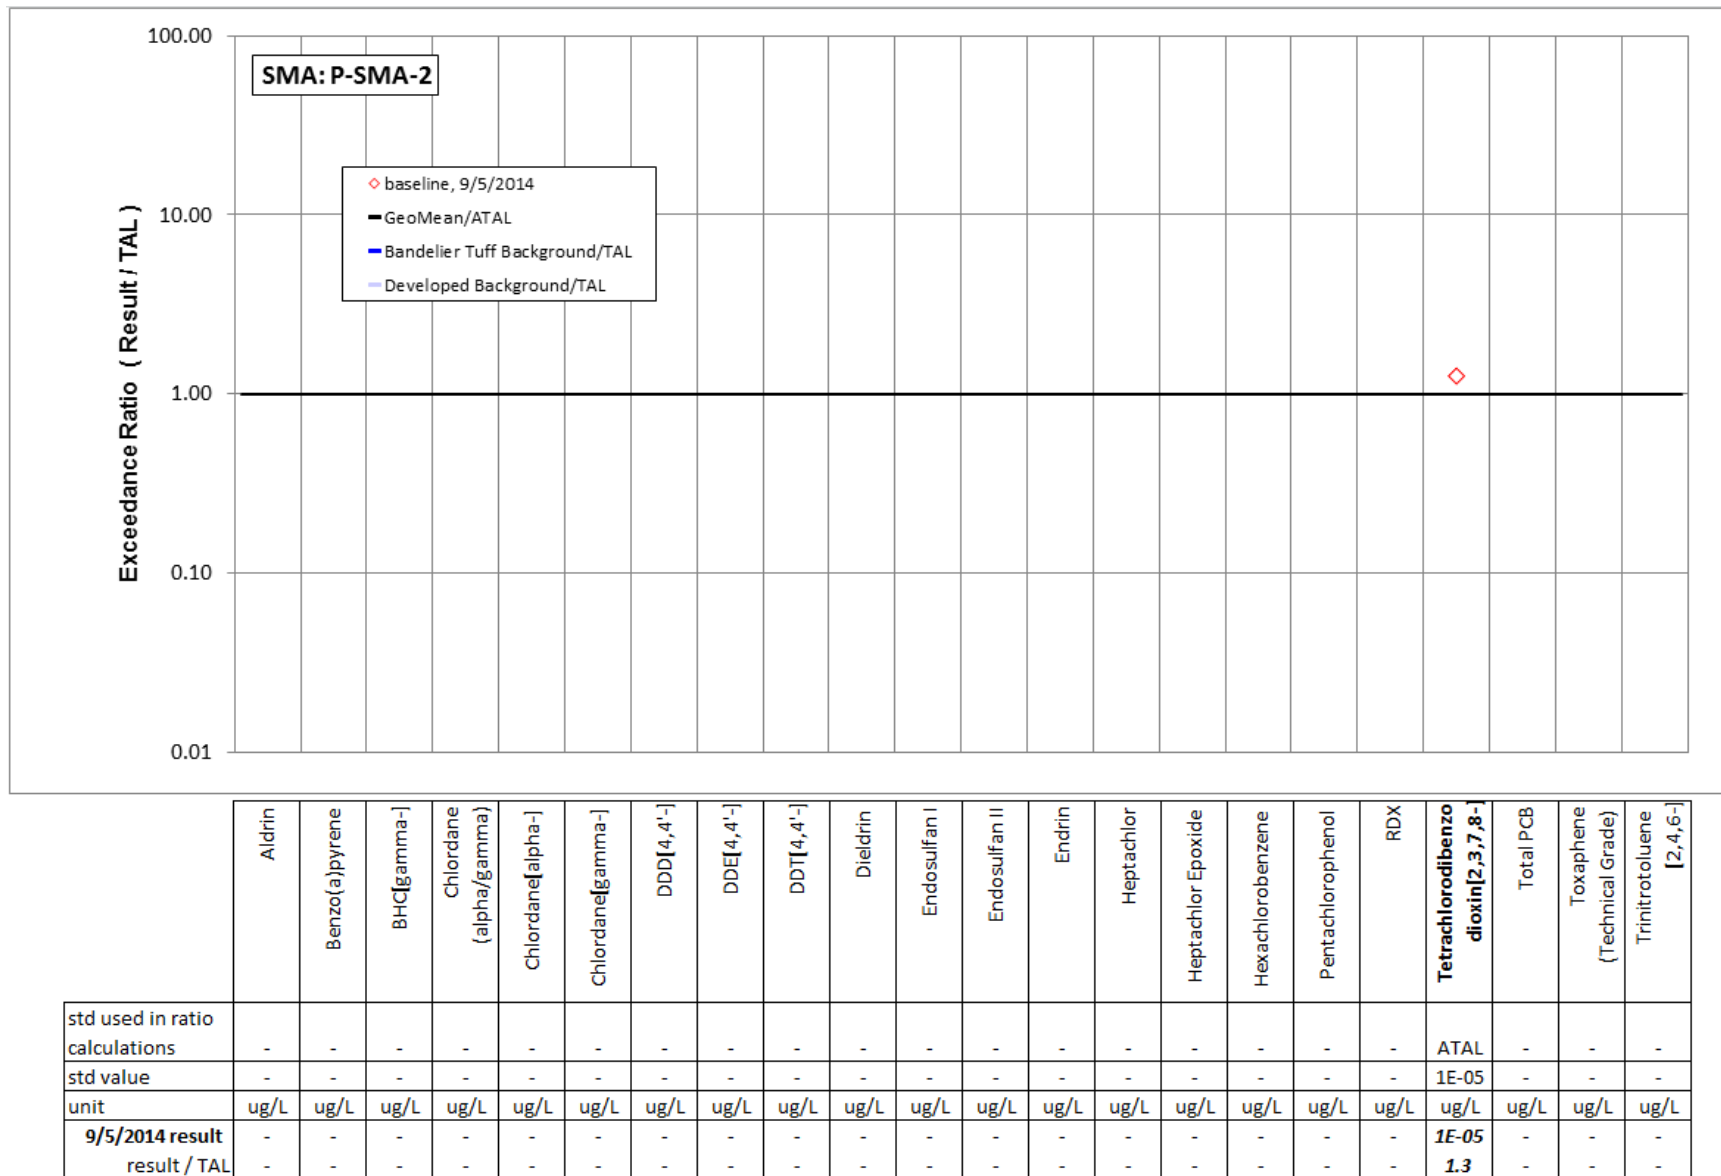 100.00
SMA: P-SMA-2
baseline, 9/5/2014
GeoMean/ATAL
Bandelier Tuff Background/TAL
Developed Background/TAL
10.00
1.00
0.10
0.01
Exceedance Ratio ( Result / TAL )
Aldrin
Benzo(a)pyrene
BHC[gamma-]
Chlordane
(alpha/gamma)
Chlordane[alpha-]
Chlordane[gamma-]
DDD[4,4'-]
DDE[4,4'-]
DDT[4,4'-]
Dieldrin
Endosulfan I
Endosulfan II
Endrin
Heptachlor
Heptachlor Epoxide
Hexachlorobenzene
Pentachlorophenol
RDX
Tetrachlorodibenzo
dioxin[2,3,7,8-]
Total PCB
Toxaphene
(Technical Grade)
Trinitrotoluene
[2,4,6-]
std used in ratio
calculations - - - - - - - - - - - - - - - - - - ATAL - - -
std value - - - - - - - - - - - - - - - - - - 1E-05 - - -
unit ug/L ug/L ug/L ug/L ug/L ug/L ug/L ug/L ug/L ug/L ug/L ug/L ug/L ug/L ug/L ug/L ug/L ug/L ug/L ug/L ug/L ug/L
9/5/2014 result - - - - - - - - - - - - - - - - - - 1E-05 - - -
result / TAL - - - - - - - - - - - - - - - - - - 1.3 - - -